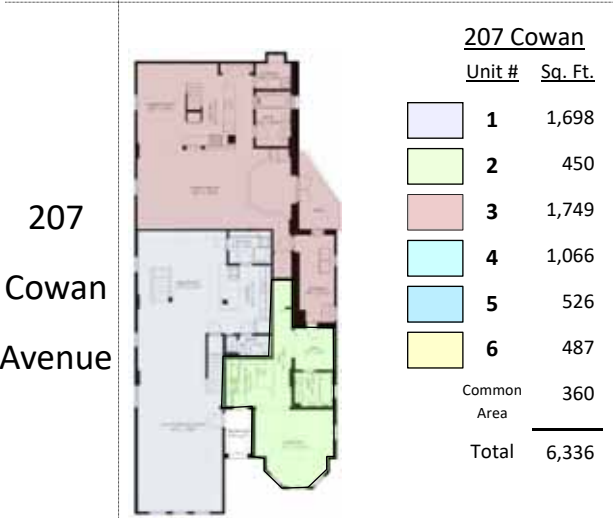 207
Cowan
Avenue
207 Cowan
Unit # Sq. Ft.
1 1,698
2 450
3 1,749
4 1,066
5 526
6 487
Common
Area 360
Total 6,336